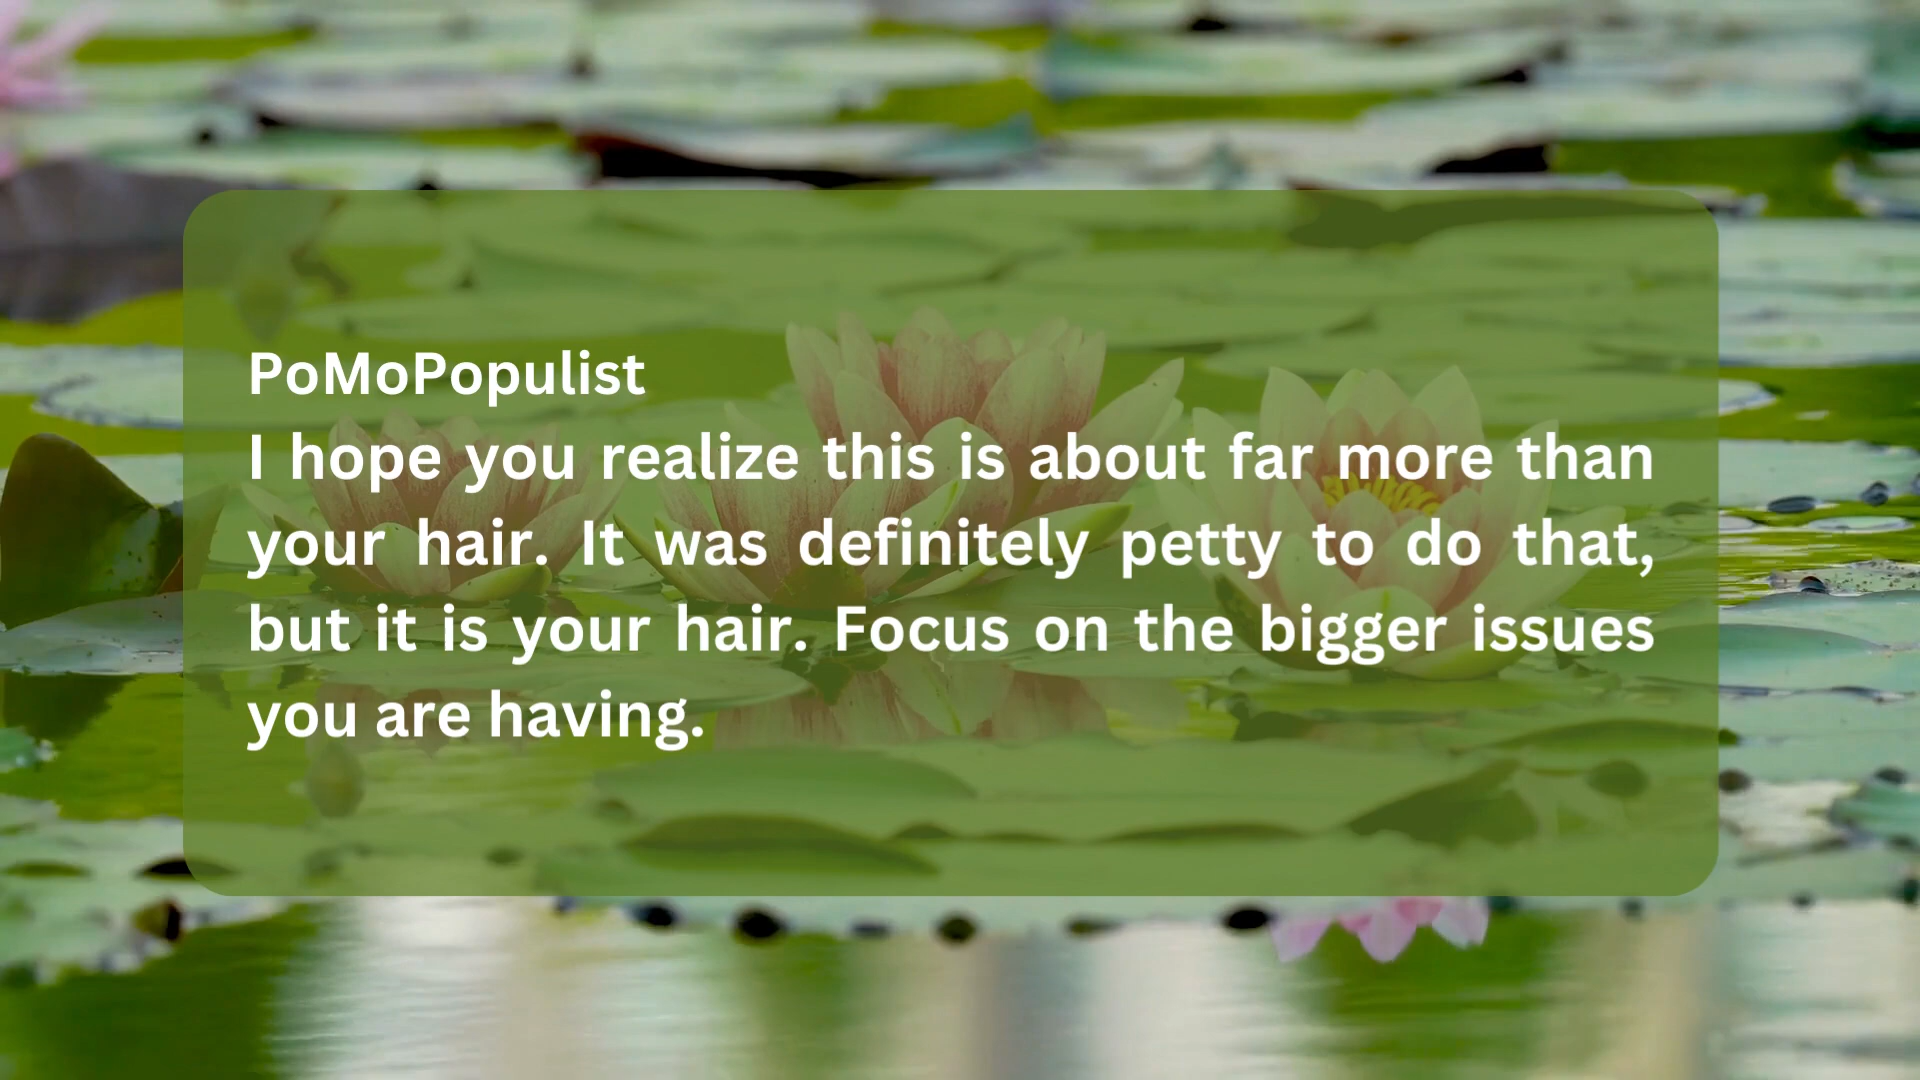 PoMoPopulist
I hope you realize this is about far more than
your hair. It was definitely petty to do that,
but it is your hair. Focus on the bigger issues
you are having.